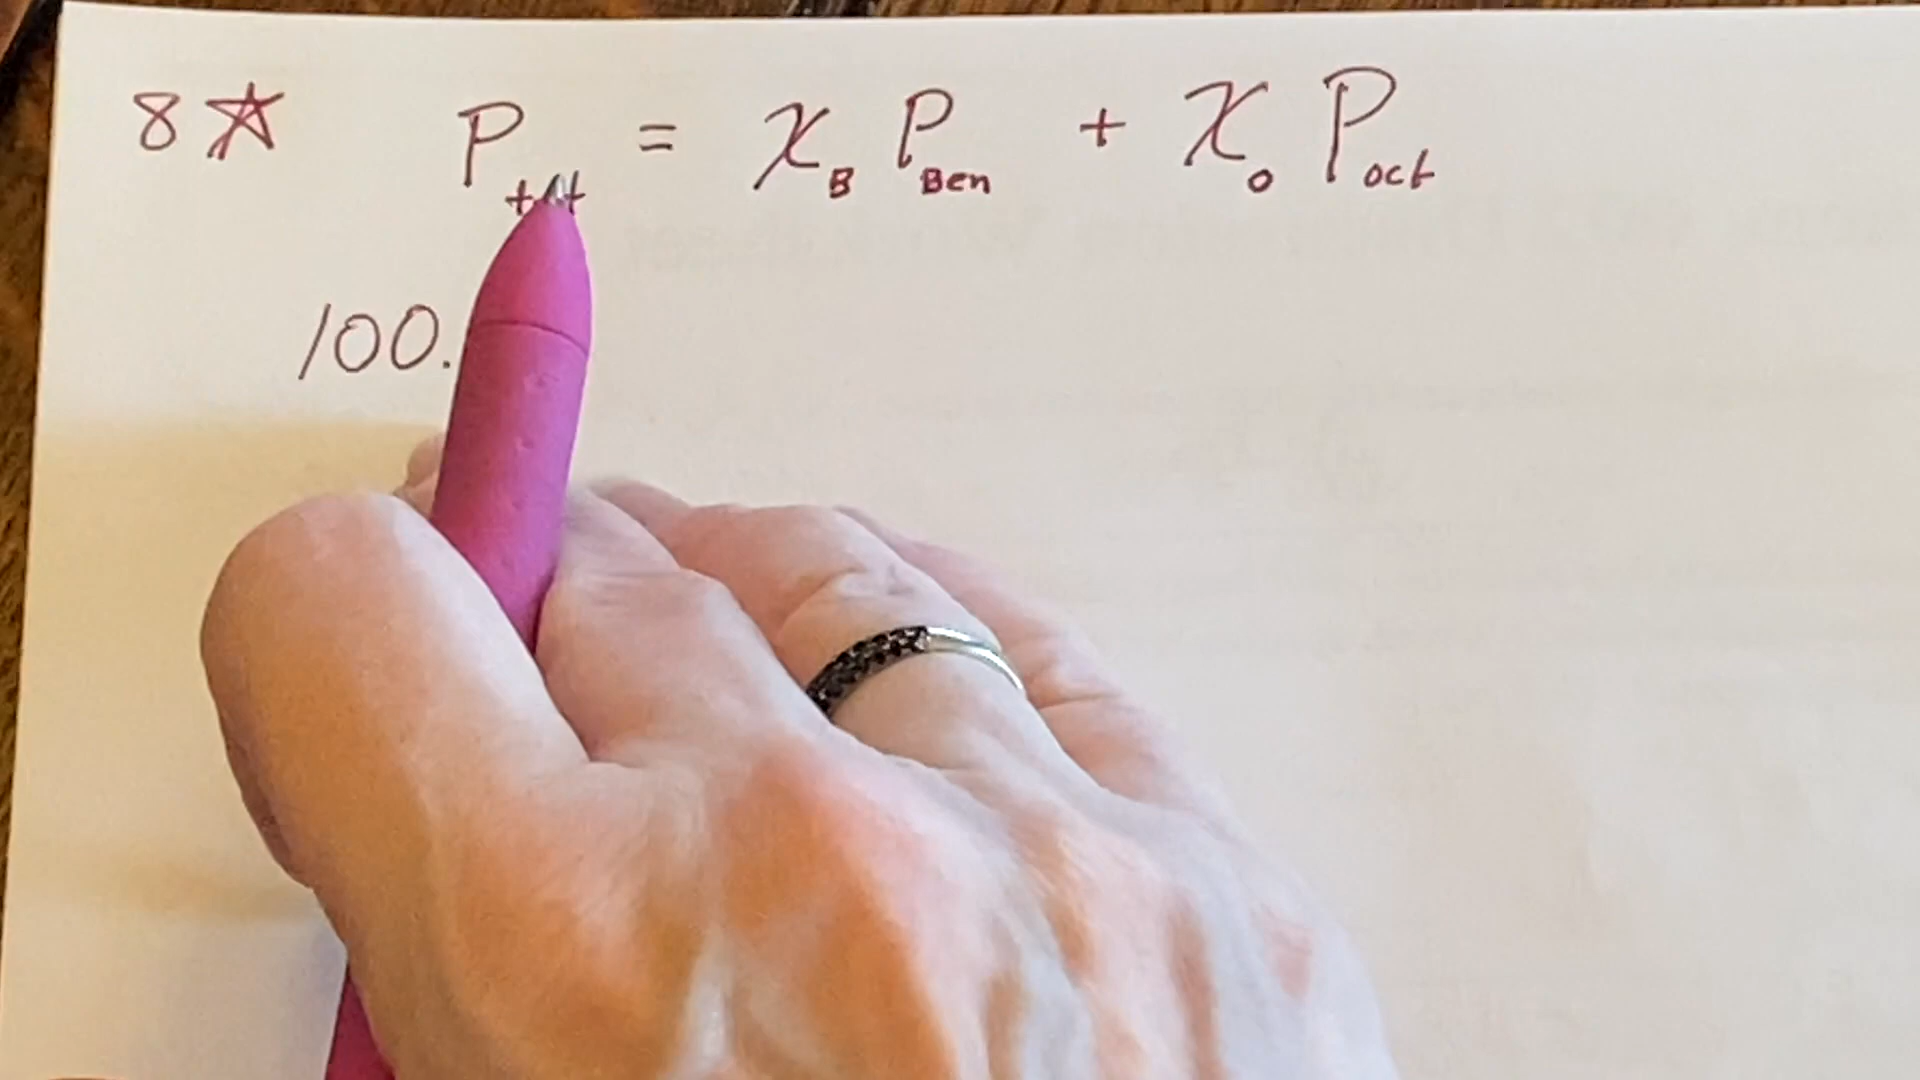 8☆ P_tot = X_B P_Ben + X_O P_oct
100.